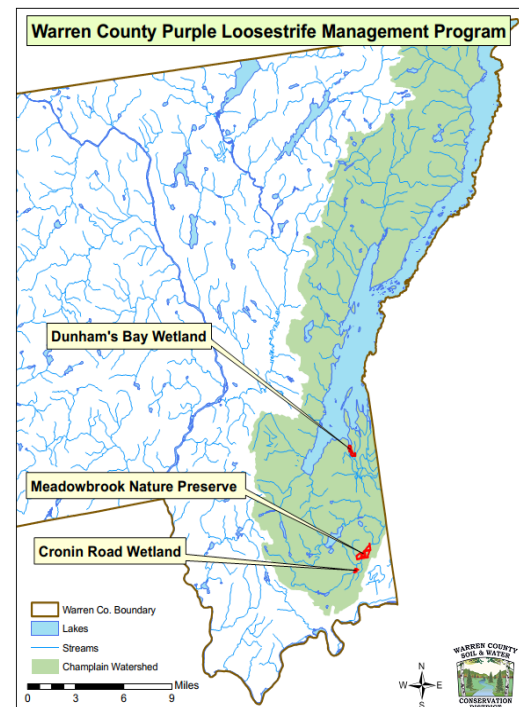 Warren County Purple Loosestrife Management Program
Dunham's Bay Wetland
Meadowbrook Nature Preserve
Cronin Road Wetland
Warren Co. Boundary
Lakes
Streams
Champlain Watershed
Miles
0 3 6 9
N
W E
S
WARREN COUNTY
SOIL & WATER
CONSERVATION
DISTRICT